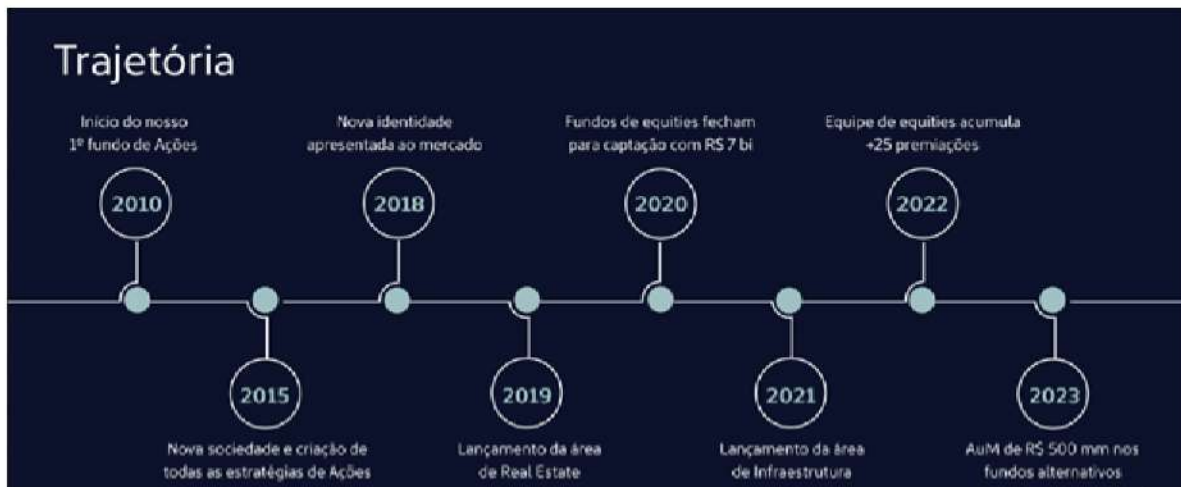 Trajetória
Início do nosso
1º fundo de Ações
Nova identidade
apresentada ao mercado
Fundos de equities fecham
para captação com R$ 7 bi
Equipe de equities acumula
+25 premiações
2010
2018
2020
2022
2015
2019
2021
2023
Nova sociedade e criação de
todas as estratégias de Ações
Lançamento da área
de Real Estate
Lançamento da área
de Infraestrutura
AuM de R$ 500 mm nos
fundos alternativos